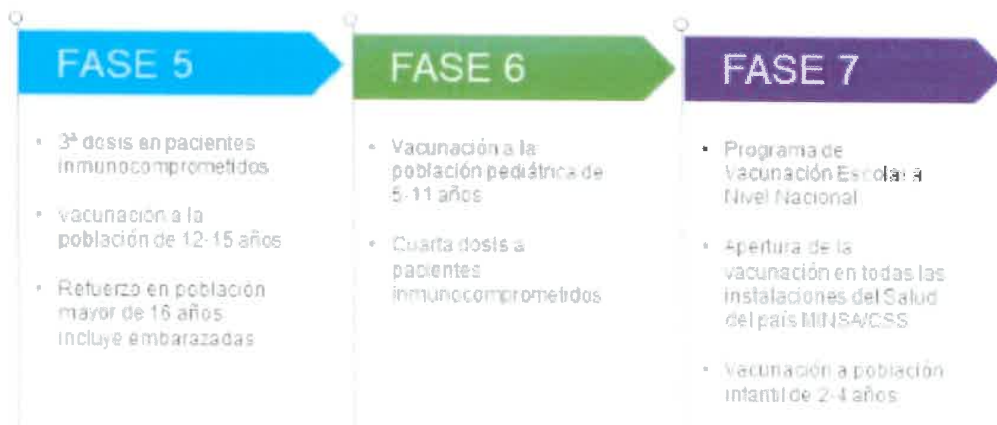 FASE 5
• 3ª dosis en pacientes
inmunocomprometidos
• Vacunación a la
población de 12-15 años
• Refuerzo en población
mayor de 16 años
incluye embarazadas
FASE 6
• Vacunación a la
población pediátrica de
5-11 años
• Cuarta dosis a
pacientes
inmunocomprometidos
FASE 7
• Programa de
Vacunación Escolar a
Nivel Nacional
• Apertura de la
vacunación en todas las
instalaciones del Salud
del país MINSA/CSS
• Vacunación a población
infantil de 2-4 años